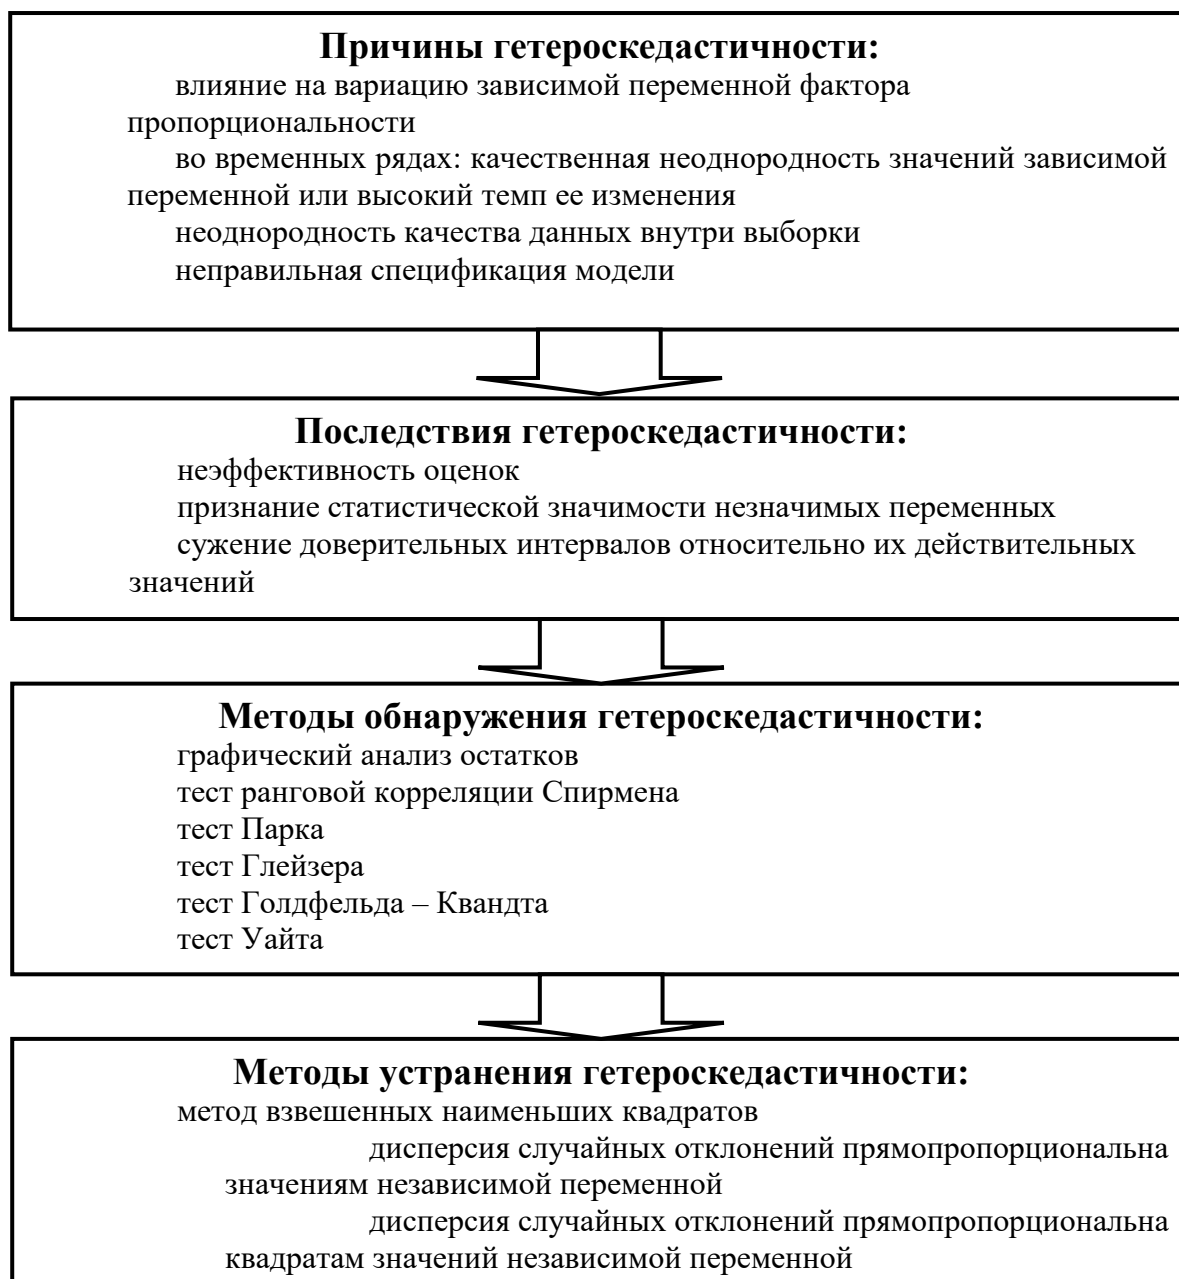 Причины гетероскедастичности:
влияние на вариацию зависимой переменной фактора
пропорциональности
во временных рядах: качественная неоднородность значений зависимой
переменной или высокий темп ее изменения
неоднородность качества данных внутри выборки
неправильная спецификация модели
Последствия гетероскедастичности:
неэффективность оценок
признание статистической значимости незначимых переменных
сужение доверительных интервалов относительно их действительных
значений
Методы обнаружения гетероскедастичности:
графический анализ остатков
тест ранговой корреляции Спирмена
тест Парка
тест Глейзера
тест Голдфельда – Квандта
тест Уайта
Методы устранения гетероскедастичности:
метод взвешенных наименьших квадратов
дисперсия случайных отклонений прямопропорциональна
значениям независимой переменной
дисперсия случайных отклонений прямопропорциональна
квадратам значений независимой переменной